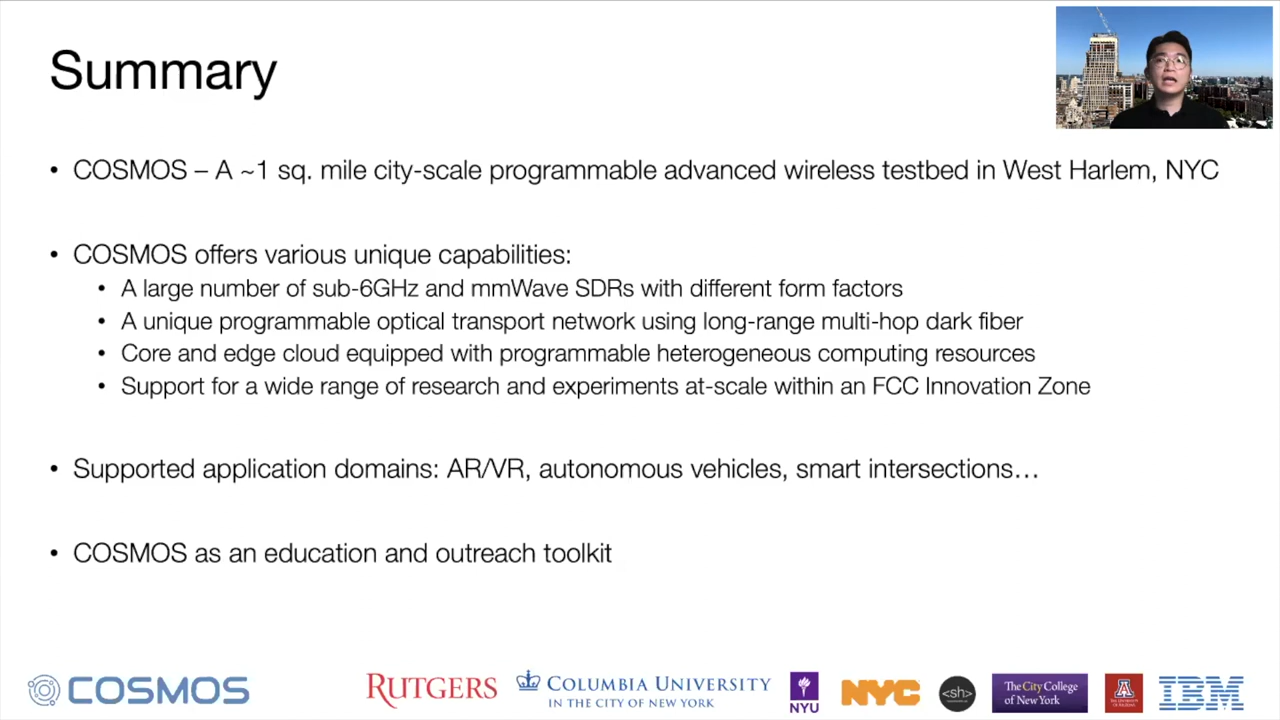 Summary
• COSMOS – A ~1 sq. mile city-scale programmable advanced wireless testbed in West Harlem, NYC
• COSMOS offers various unique capabilities:
• A large number of sub-6GHz and mmWave SDRs with different form factors
• A unique programmable optical transport network using long-range multi-hop dark fiber
• Core and edge cloud equipped with programmable heterogeneous computing resources
• Support for a wide range of research and experiments at-scale within an FCC Innovation Zone
• Supported application domains: AR/VR, autonomous vehicles, smart intersections…
• COSMOS as an education and outreach toolkit
COSMOS
RUTGERS
COLUMBIA UNIVERSITY
IN THE CITY OF NEW YORK
NYU
NYC
<sh>
The City College
of New York
A
IBM